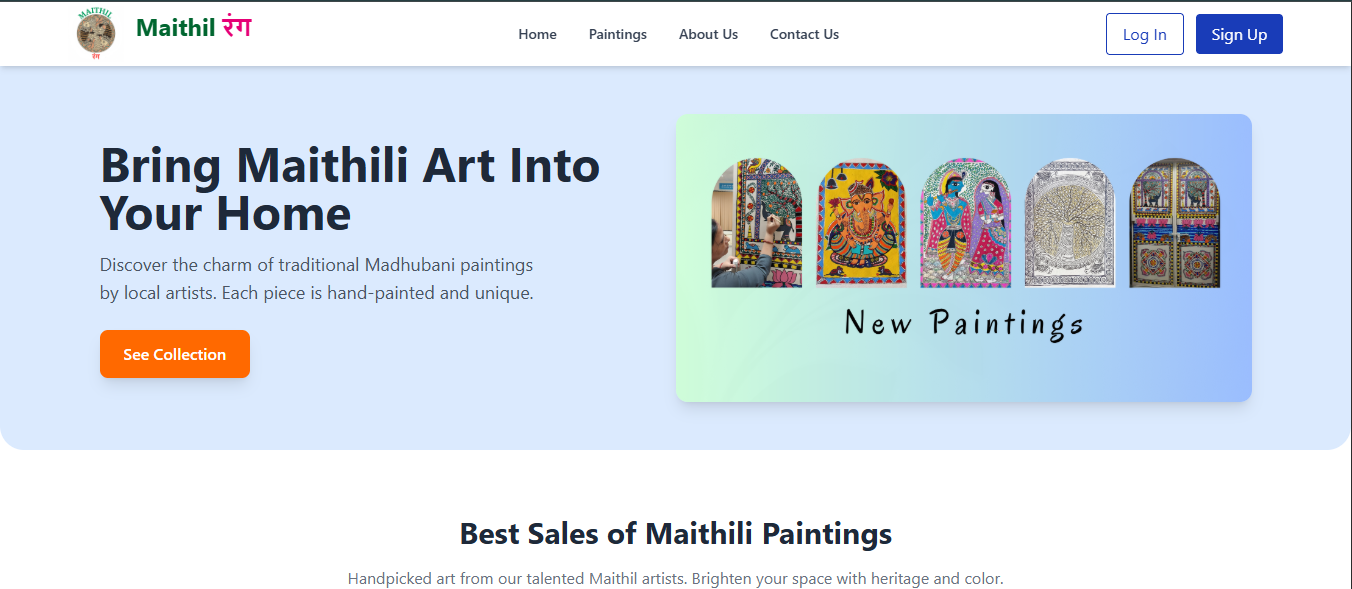 MAITHIL
रंग
Maithil रंग
Home
Paintings
About Us
Contact Us
Log In
Sign Up
Bring Maithili Art Into
Your Home
Discover the charm of traditional Madhubani paintings
by local artists. Each piece is hand-painted and unique.
See Collection
New Paintings
Best Sales of Maithili Paintings
Handpicked art from our talented Maithil artists. Brighten your space with heritage and color.